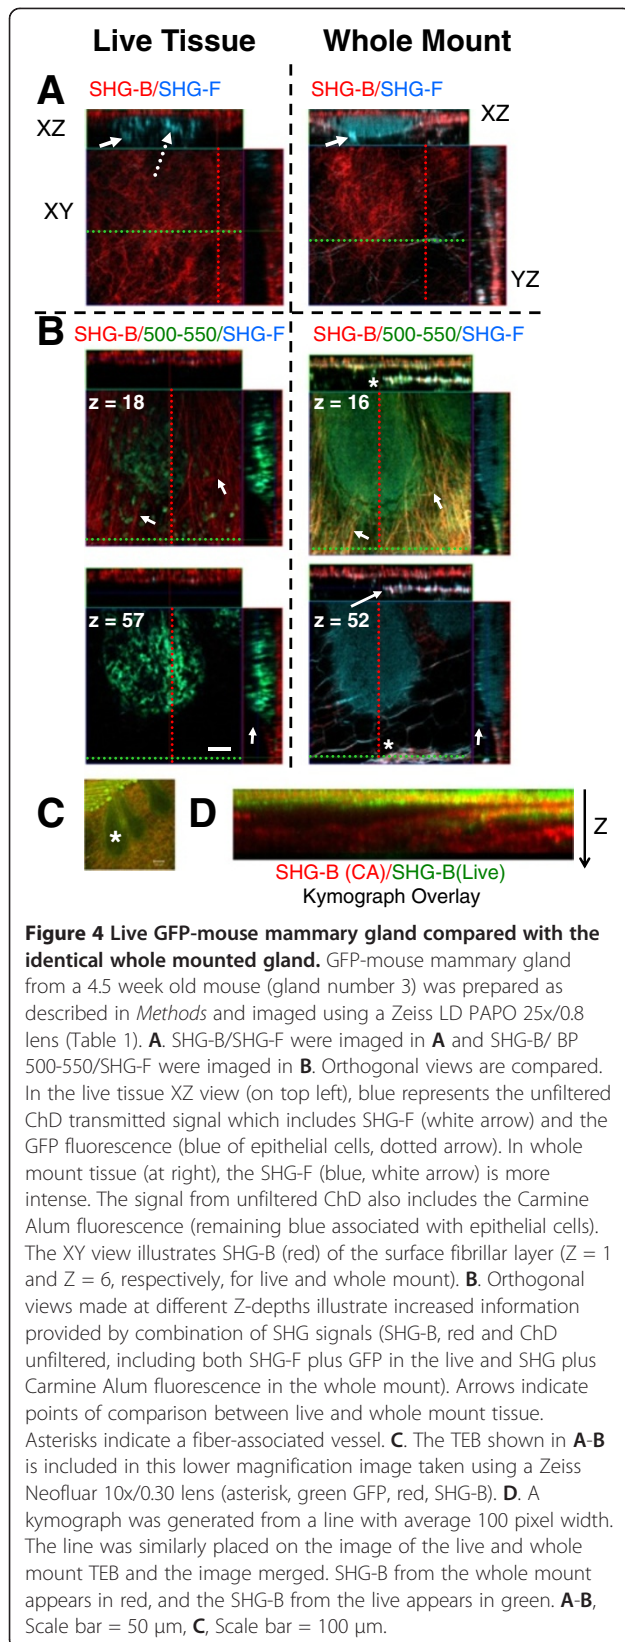 Live Tissue
Whole Mount
A
SHG-B/SHG-F
SHG-B/SHG-F
XZ
XZ
XY
YZ
B
SHG-B/500-550/SHG-F
SHG-B/500-550/SHG-F
*
z = 18
z = 16
z = 57
z = 52
*
C
*
D
Z
SHG-B (CA)/SHG-B(Live)
Kymograph Overlay
Figure 4 Live GFP-mouse mammary gland compared with the
identical whole mounted gland. GFP-mouse mammary gland
from a 4.5 week old mouse (gland number 3) was prepared as
described in Methods and imaged using a Zeiss LD PAPO 25x/0.8
lens (Table 1). A. SHG-B/SHG-F were imaged in A and SHG-B/ BP
500-550/SHG-F were imaged in B. Orthogonal views are compared.
In the live tissue XZ view (on top left), blue represents the unfiltered
ChD transmitted signal which includes SHG-F (white arrow) and the
GFP fluorescence (blue of epithelial cells, dotted arrow). In whole
mount tissue (at right), the SHG-F (blue, white arrow) is more
intense. The signal from unfiltered ChD also includes the Carmine
Alum fluorescence (remaining blue associated with epithelial cells).
The XY view illustrates SHG-B (red) of the surface fibrillar layer (Z = 1
and Z = 6, respectively, for live and whole mount). B. Orthogonal
views made at different Z-depths illustrate increased information
provided by combination of SHG signals (SHG-B, red and ChD
unfiltered, including both SHG-F plus GFP in the live and SHG plus
Carmine Alum fluorescence in the whole mount). Arrows indicate
points of comparison between live and whole mount tissue.
Asterisks indicate a fiber-associated vessel. C. The TEB shown in A-B
is included in this lower magnification image taken using a Zeiss
Neofluar 10x/0.30 lens (asterisk, green GFP, red, SHG-B). D. A
kymograph was generated from a line with average 100 pixel width.
The line was similarly placed on the image of the live and whole
mount TEB and the image merged. SHG-B from the whole mount
appears in red, and the SHG-B from the live appears in green. A-B,
Scale bar = 50 µm, C, Scale bar = 100 µm.